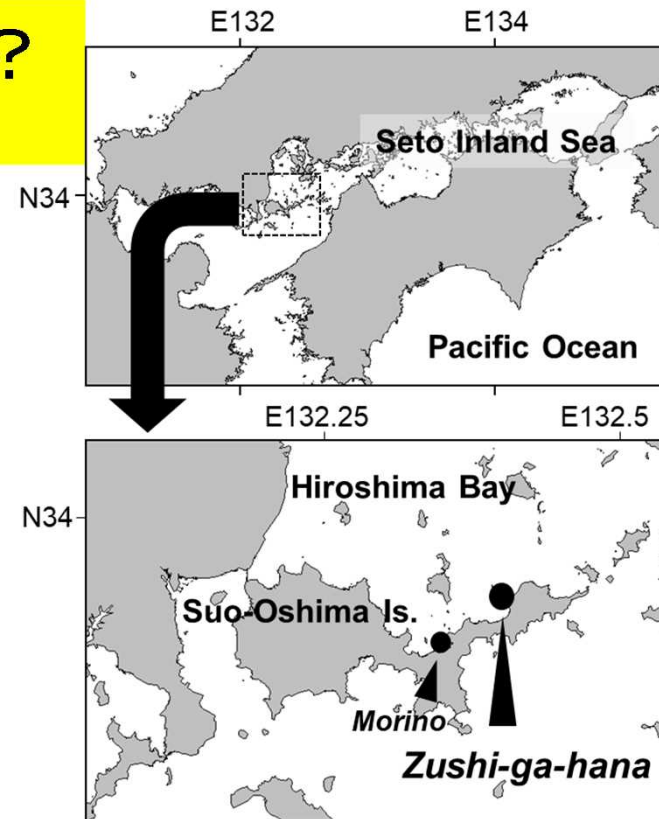 ?
E132 E134
Seto Inland Sea
N34
Pacific Ocean
E132.25 E132.5
Hiroshima Bay
N34
Suo-Oshima Is.
Morino
Zushi-ga-hana